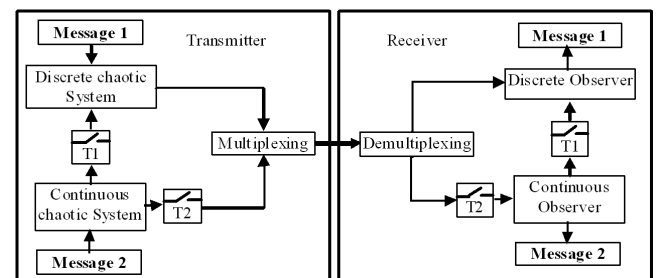 Message 1
Transmitter
Discrete chaotic
System
T1
Multiplexing
Continuous
chaotic System
T2
Message 2
Receiver
Message 1
Discrete Observer
T1
Demultiplexing
T2
Continuous
Observer
Message 2